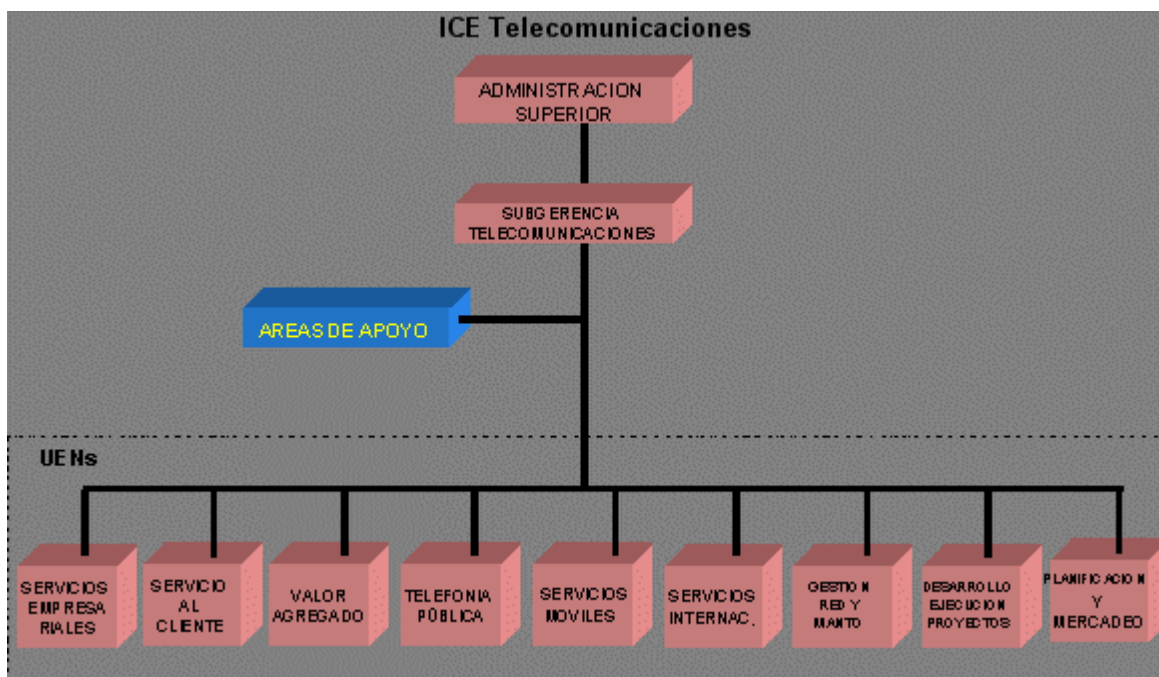 ICE Telecomunicaciones
ADMINISTRACION
SUPERIOR
SUBGERENCIA
TELECOMUNICACIONES
AREAS DE APOYO
UENs
SERVICIOS
EMPRESA
RIALES
SERVICIO
AL
CLIENTE
VALOR
AGREGADO
TELEFONIA
PÚBLICA
SERVICIOS
MOVILES
SERVICIOS
INTERNAC.
GESTION
RED Y
MANTO
DESARROLLO
EJECUCION
PROYECTOS
PLANIFICACION
Y
MERCADEO